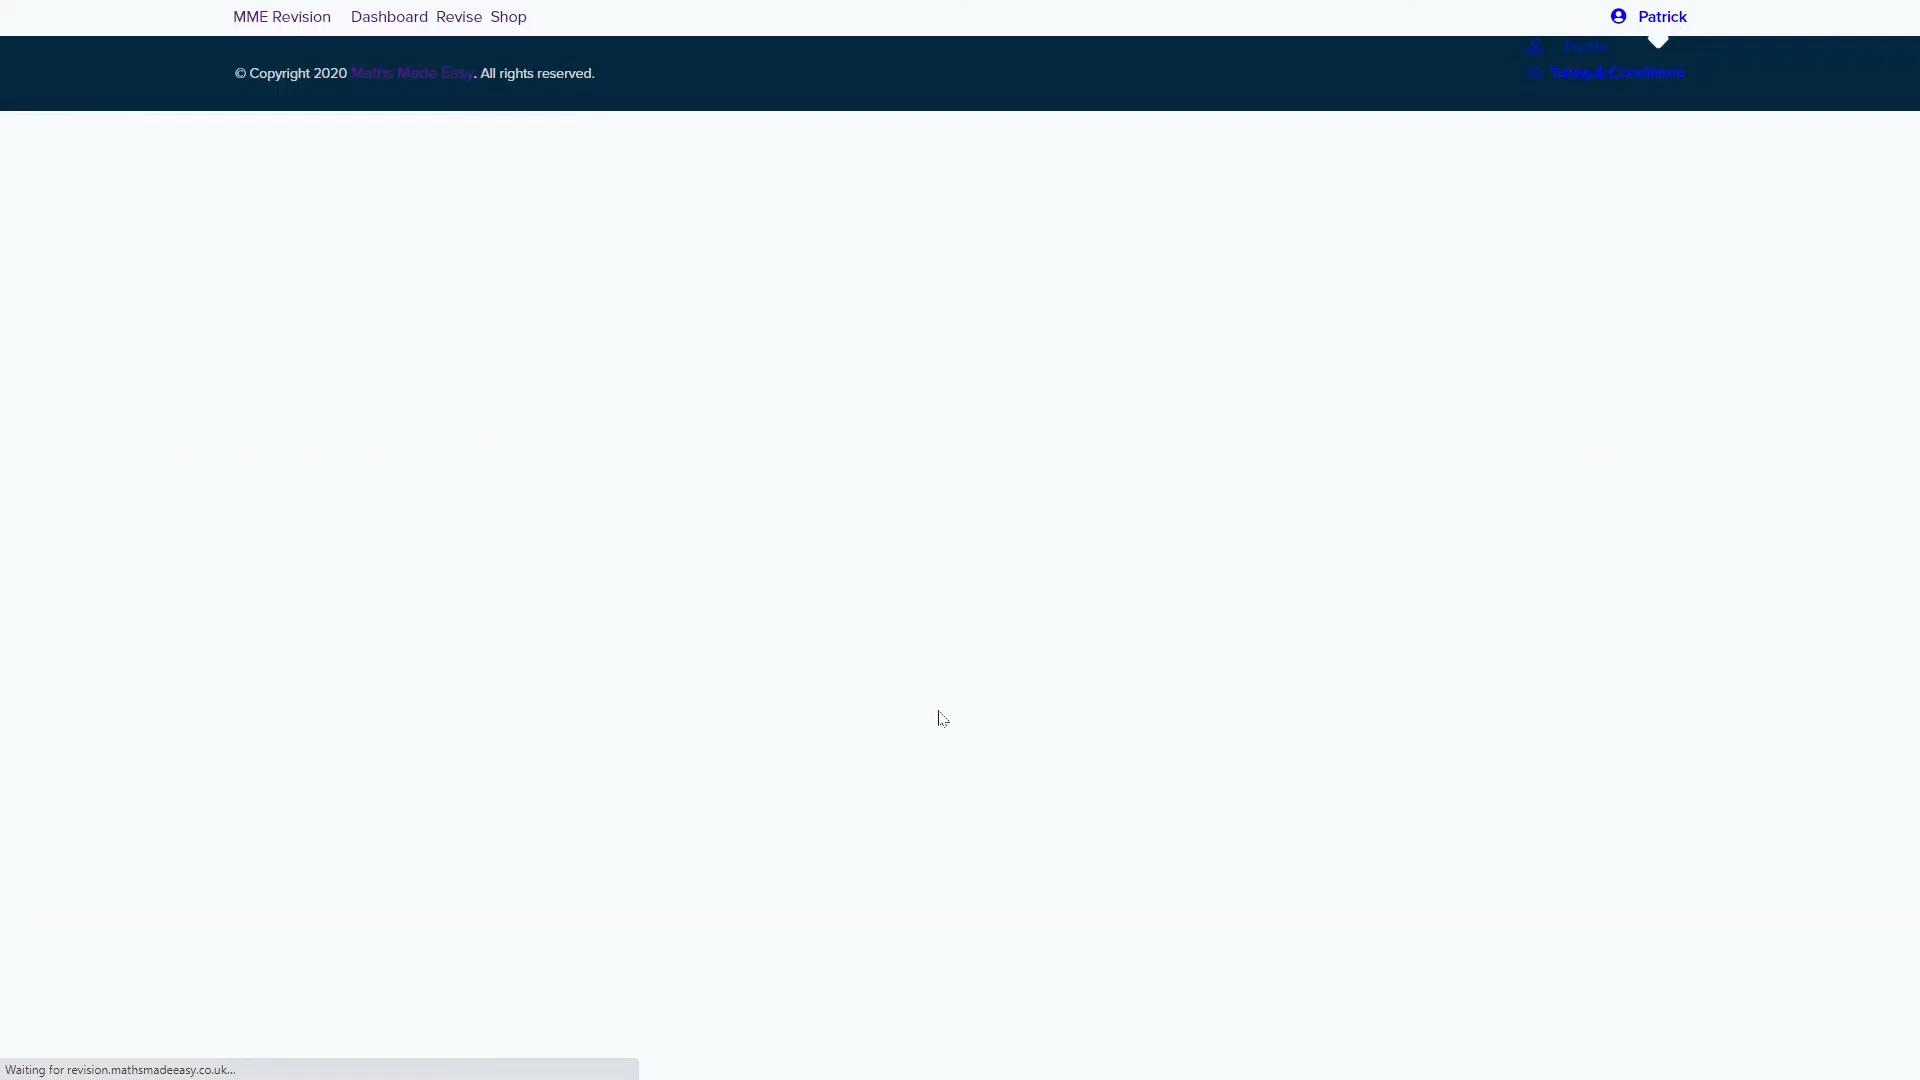 MME Revision Dashboard Revise Shop
Patrick
Profile
© Copyright 2020 Maths Made Easy. All rights reserved.
Terms & Conditions
Waiting for revision.mathsmadeeasy.co.uk...